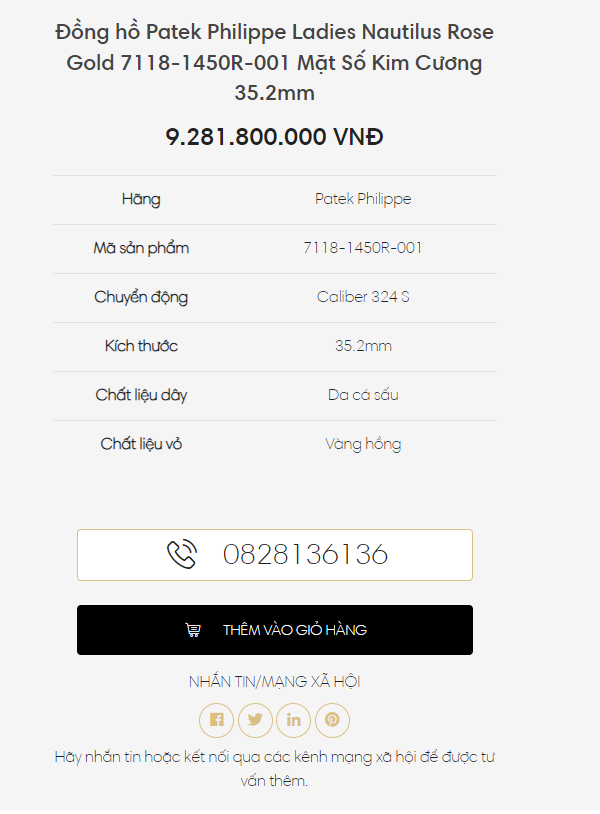 Đồng hồ Patek Philippe Ladies Nautilus Rose
Gold 7118-1450R-001 Mặt Số Kim Cương
35.2mm
9.281.800.000 VNĐ
Hãng Patek Philippe
Mã sản phẩm 7118-1450R-001
Chuyển động Caliber 324 S
Kích thước 35.2mm
Chất liệu dây Da cá sấu
Chất liệu vỏ Vàng hồng
0828136136
THÊM VÀO GIỎ HÀNG
NHẮN TIN/MẠNG XÃ HỘI
Hãy nhắn tin hoặc kết nối qua các kênh mạng xã hội để được tư
vấn thêm.